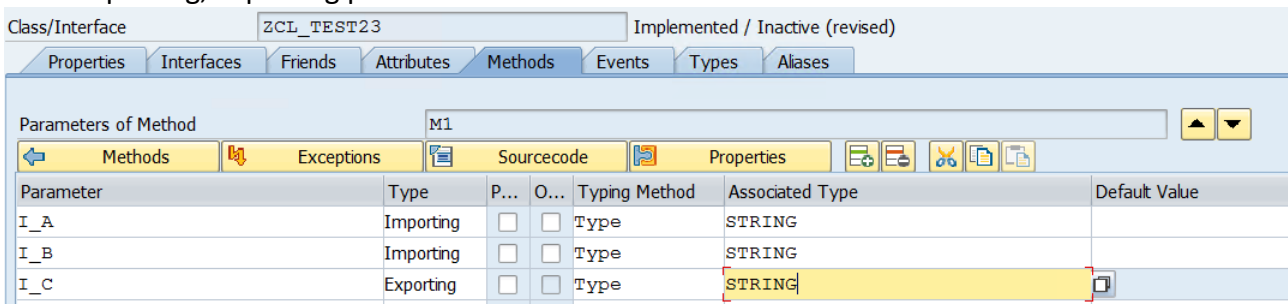 Class/Interface ZCL_TEST23 Implemented / Inactive (revised)
Properties Interfaces Friends Attributes Methods Events Types Aliases
Parameters of Method M1
Methods Exceptions Sourcecode Properties
Parameter Type P... O... Typing Method Associated Type Default Value
I_A Importing Type STRING
I_B Importing Type STRING
I_C Exporting Type STRING